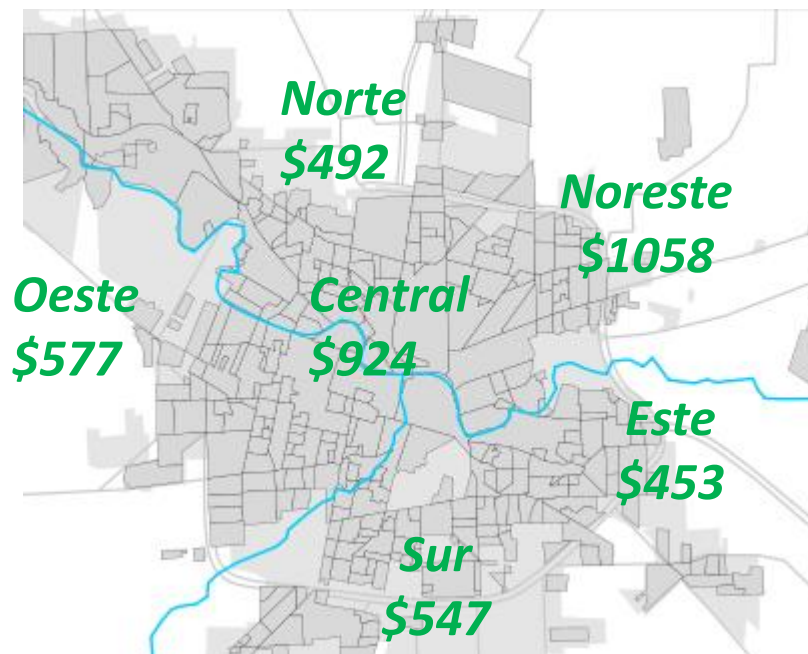 Norte
$492
Noreste
$1058
Oeste
$577
Central
$924
Este
$453
Sur
$547